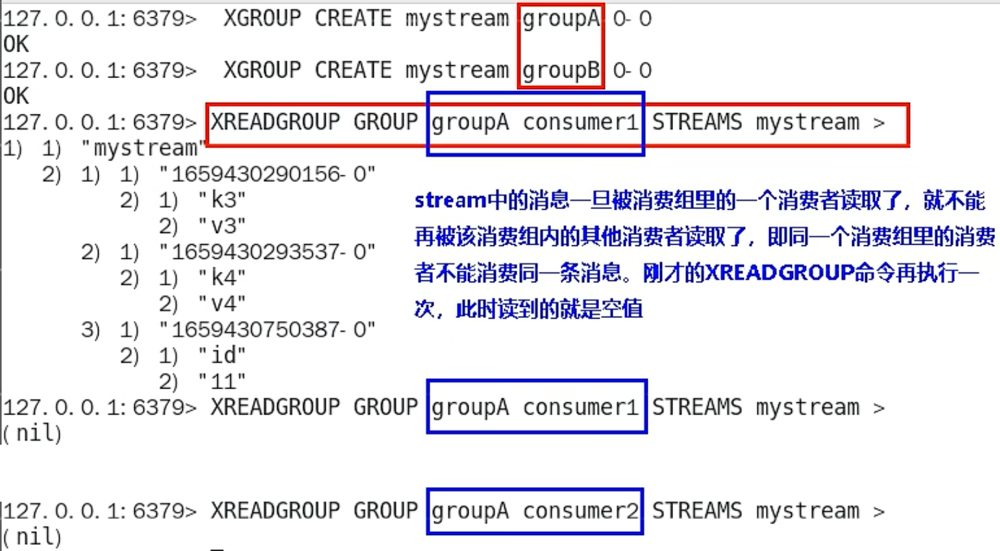 127.0.0.1:6379>  XGROUP CREATE mystream groupA 0-0
OK
127.0.0.1:6379>  XGROUP CREATE mystream groupB 0-0
OK
127.0.0.1:6379> XREADGROUP GROUP groupA consumer1 STREAMS mystream >
1) 1) "mystream"
   2) 1) 1) "1659430290156-0"
         2) 1) "k3"
            2) "v3"
      2) 1) "1659430293537-0"
         2) 1) "k4"
            2) "v4"
      3) 1) "1659430750387-0"
         2) 1) "id"
            2) "11"
stream中的消息一旦被消费组里的一个消费者读取了，就不能
再被该消费组内的其他消费者读取了，即同一个消费组里的消费
者不能消费同一条消息。刚才的XREADGROUP命令再执行一
次，此时读到的就是空值
127.0.0.1:6379> XREADGROUP GROUP groupA consumer1 STREAMS mystream >
(nil)
127.0.0.1:6379> XREADGROUP GROUP groupA consumer2 STREAMS mystream >
(nil)